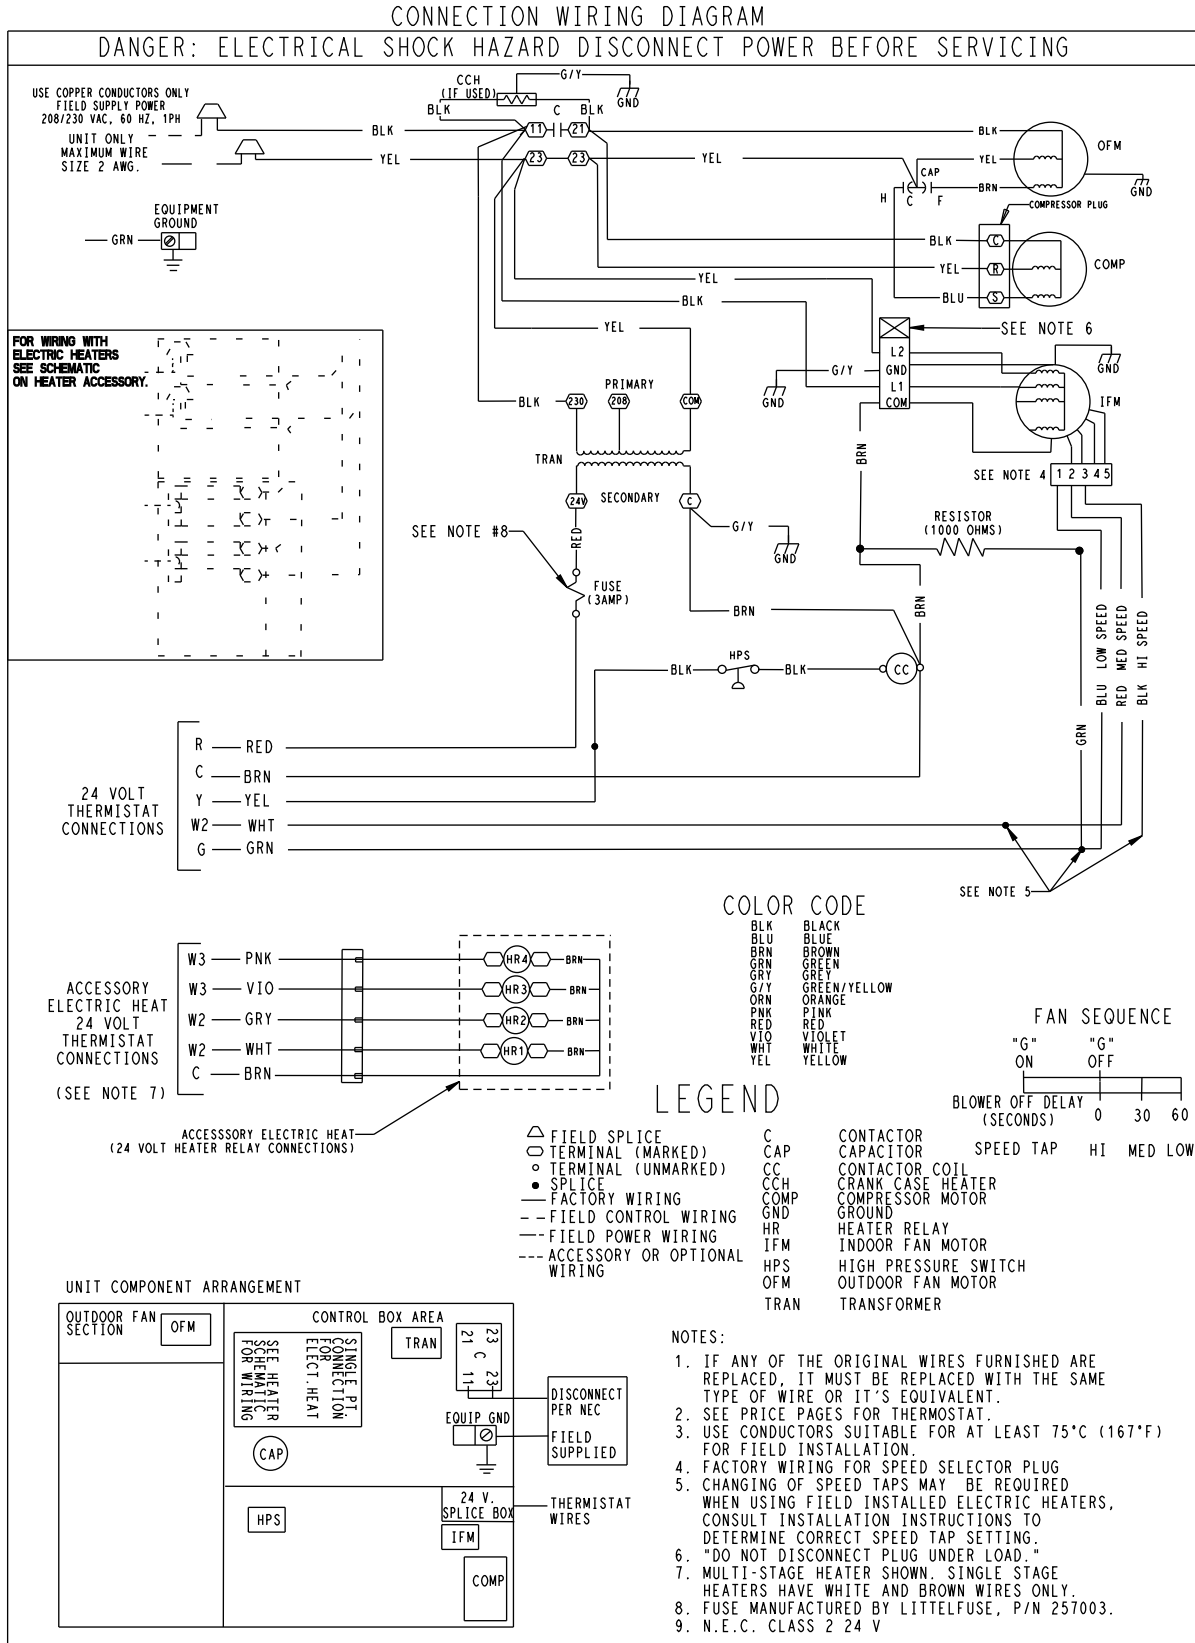 CONNECTION WIRING DIAGRAM
DANGER: ELECTRICAL SHOCK HAZARD DISCONNECT POWER BEFORE SERVICING
USE COPPER CONDUCTORS ONLY
FIELD SUPPLY POWER
208/230 VAC, 60 HZ, 1PH
UNIT ONLY
MAXIMUM WIRE
SIZE 2 AWG.
BLK
YEL
CCH
(IF USED)
G/Y
GND
BLK
C
BLK
11
21
23
23
YEL
BLK
YEL
BRN
OFM
GND
CAP
H
C
F
COMPRESSOR PLUG
BLK
C
YEL
R
BLU
S
COMP
EQUIPMENT
GROUND
GRN
YEL
BLK
YEL
SEE NOTE 6
L2
GND
L1
COM
G/Y
GND
GND
IFM
FOR WIRING WITH
ELECTRIC HEATERS
SEE SCHEMATIC
ON HEATER ACCESSORY.
PRIMARY
BLK
230
208
COM
TRAN
SECONDARY
24V
C
BRN
SEE NOTE 4
1 2 3 4 5
SEE NOTE #8
RED
G/Y
GND
RESISTOR
(1000 OHMS)
FUSE
(3AMP)
BRN
BRN
BLK
HPS
BLK
CC
BLU LOW SPEED
RED MED SPEED
BLK HI SPEED
GRN
24 VOLT
THERMISTAT
CONNECTIONS
R RED
C BRN
Y YEL
W2 WHT
G GRN
SEE NOTE 5
ACCESSORY
ELECTRIC HEAT
24 VOLT
THERMISTAT
CONNECTIONS
(SEE NOTE 7)
W3 PNK
HR4
BRN
W3 VIO
HR3
BRN
W2 GRY
HR2
BRN
W2 WHT
HR1
BRN
C BRN
ACCESSSORY ELECTRIC HEAT
(24 VOLT HEATER RELAY CONNECTIONS)
COLOR CODE
BLK BLACK
BLU BLUE
BRN BROWN
GRN GREEN
GRY GREY
G/Y GREEN/YELLOW
ORN ORANGE
PNK PINK
RED RED
VIO VIOLET
WHT WHITE
YEL YELLOW
FAN SEQUENCE
"G" "G"
ON OFF
BLOWER OFF DELAY
(SECONDS)
0 30 60
SPEED TAP HI MED LOW
LEGEND
FIELD SPLICE
TERMINAL (MARKED)
TERMINAL (UNMARKED)
SPLICE
FACTORY WIRING
FIELD CONTROL WIRING
FIELD POWER WIRING
ACCESSORY OR OPTIONAL
WIRING
C CONTACTOR
CAP CAPACITOR
CC CONTACTOR COIL
CCH CRANK CASE HEATER
COMP COMPRESSOR MOTOR
GND GROUND
HR HEATER RELAY
IFM INDOOR FAN MOTOR
HPS HIGH PRESSURE SWITCH
OFM OUTDOOR FAN MOTOR
TRAN TRANSFORMER
UNIT COMPONENT ARRANGEMENT
OUTDOOR FAN
SECTION
OFM
CONTROL BOX AREA
SINGLE PT.
CONNECTION
FOR
ELECT.HEAT
SEE HEATER
SCHEMATIC
FOR WIRING
TRAN
23
21
C
23
11
DISCONNECT
PER NEC
EQUIP GND
FIELD
SUPPLIED
CAP
HPS
24 V.
SPLICE BOX
THERMISTAT
WIRES
IFM
COMP
NOTES:
1. IF ANY OF THE ORIGINAL WIRES FURNISHED ARE
REPLACED, IT MUST BE REPLACED WITH THE SAME
TYPE OF WIRE OR IT'S EQUIVALENT.
2. SEE PRICE PAGES FOR THERMOSTAT.
3. USE CONDUCTORS SUITABLE FOR AT LEAST 75°C (167°F)
FOR FIELD INSTALLATION.
4. FACTORY WIRING FOR SPEED SELECTOR PLUG
5. CHANGING OF SPEED TAPS MAY BE REQUIRED
WHEN USING FIELD INSTALLED ELECTRIC HEATERS,
CONSULT INSTALLATION INSTRUCTIONS TO
DETERMINE CORRECT SPEED TAP SETTING.
6. "DO NOT DISCONNECT PLUG UNDER LOAD."
7. MULTI-STAGE HEATER SHOWN. SINGLE STAGE
HEATERS HAVE WHITE AND BROWN WIRES ONLY.
8. FUSE MANUFACTURED BY LITTELFUSE, P/N 257003.
9. N.E.C. CLASS 2 24 V